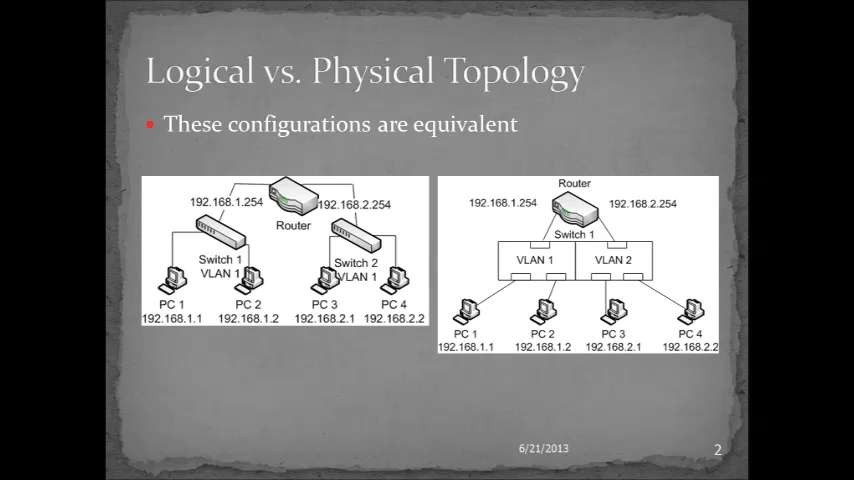 Logical vs. Physical Topology
These configurations are equivalent
192.168.1.254
192.168.2.254
Router
Switch 1
VLAN 1
Switch 2
VLAN 1
PC 1
PC 2
PC 3
PC 4
192.168.1.1
192.168.1.2
192.168.2.1
192.168.2.2
Router
192.168.1.254
192.168.2.254
Switch 1
VLAN 1
VLAN 2
PC 1
PC 2
PC 3
PC 4
192.168.1.1
192.168.1.2
192.168.2.1
192.168.2.2
6/21/2013
2